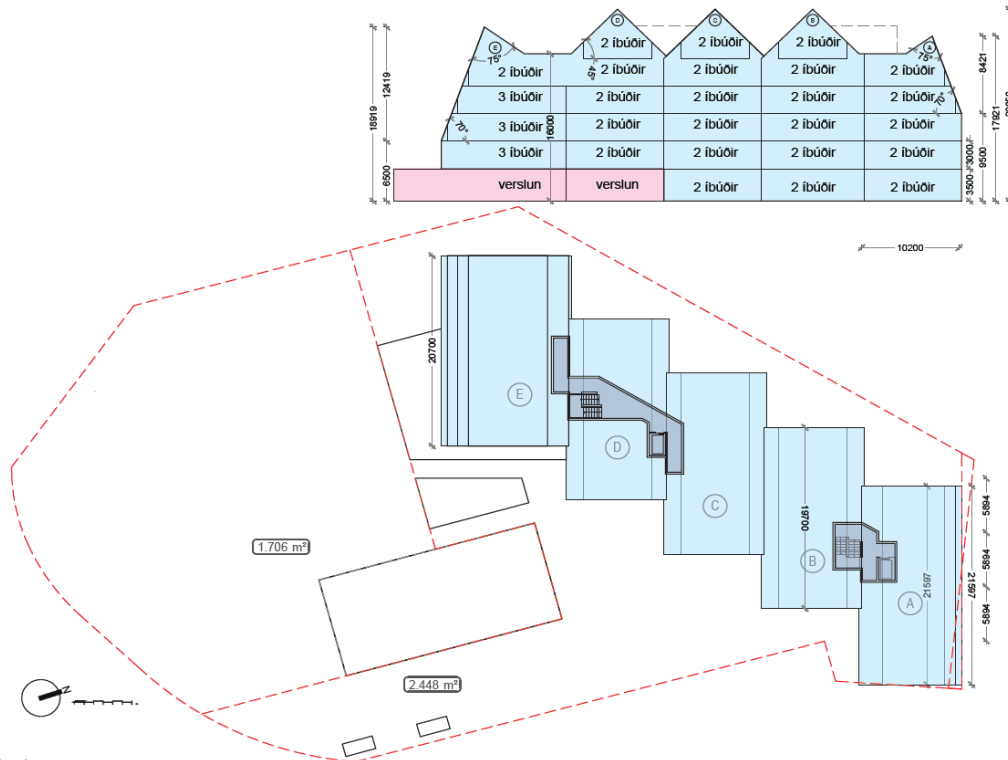 D
C
B
E
A
2 íbúðir
2 íbúðir
2 íbúðir
75°
45°
75°
2 íbúðir
2 íbúðir
2 íbúðir
2 íbúðir
2 íbúðir
3 íbúðir
2 íbúðir
2 íbúðir
2 íbúðir
2 íbúðir
70°
70°
3 íbúðir
2 íbúðir
2 íbúðir
2 íbúðir
2 íbúðir
3 íbúðir
2 íbúðir
2 íbúðir
2 íbúðir
2 íbúðir
verslun
verslun
2 íbúðir
2 íbúðir
2 íbúðir
18919
12419
6500
16000
8421
17921
9500
3000
3500
10200
20700
E
D
C
B
A
19700
21597
21597
5894
5894
5894
1.706 m²
2.448 m²
N